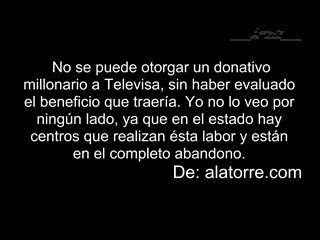 No se puede otorgar un donativo
millonario a Televisa, sin haber evaluado
el beneficio que traería. Yo no lo veo por
ningún lado, ya que en el estado hay
centros que realizan ésta labor y están
en el completo abandono.
De: alatorre.com